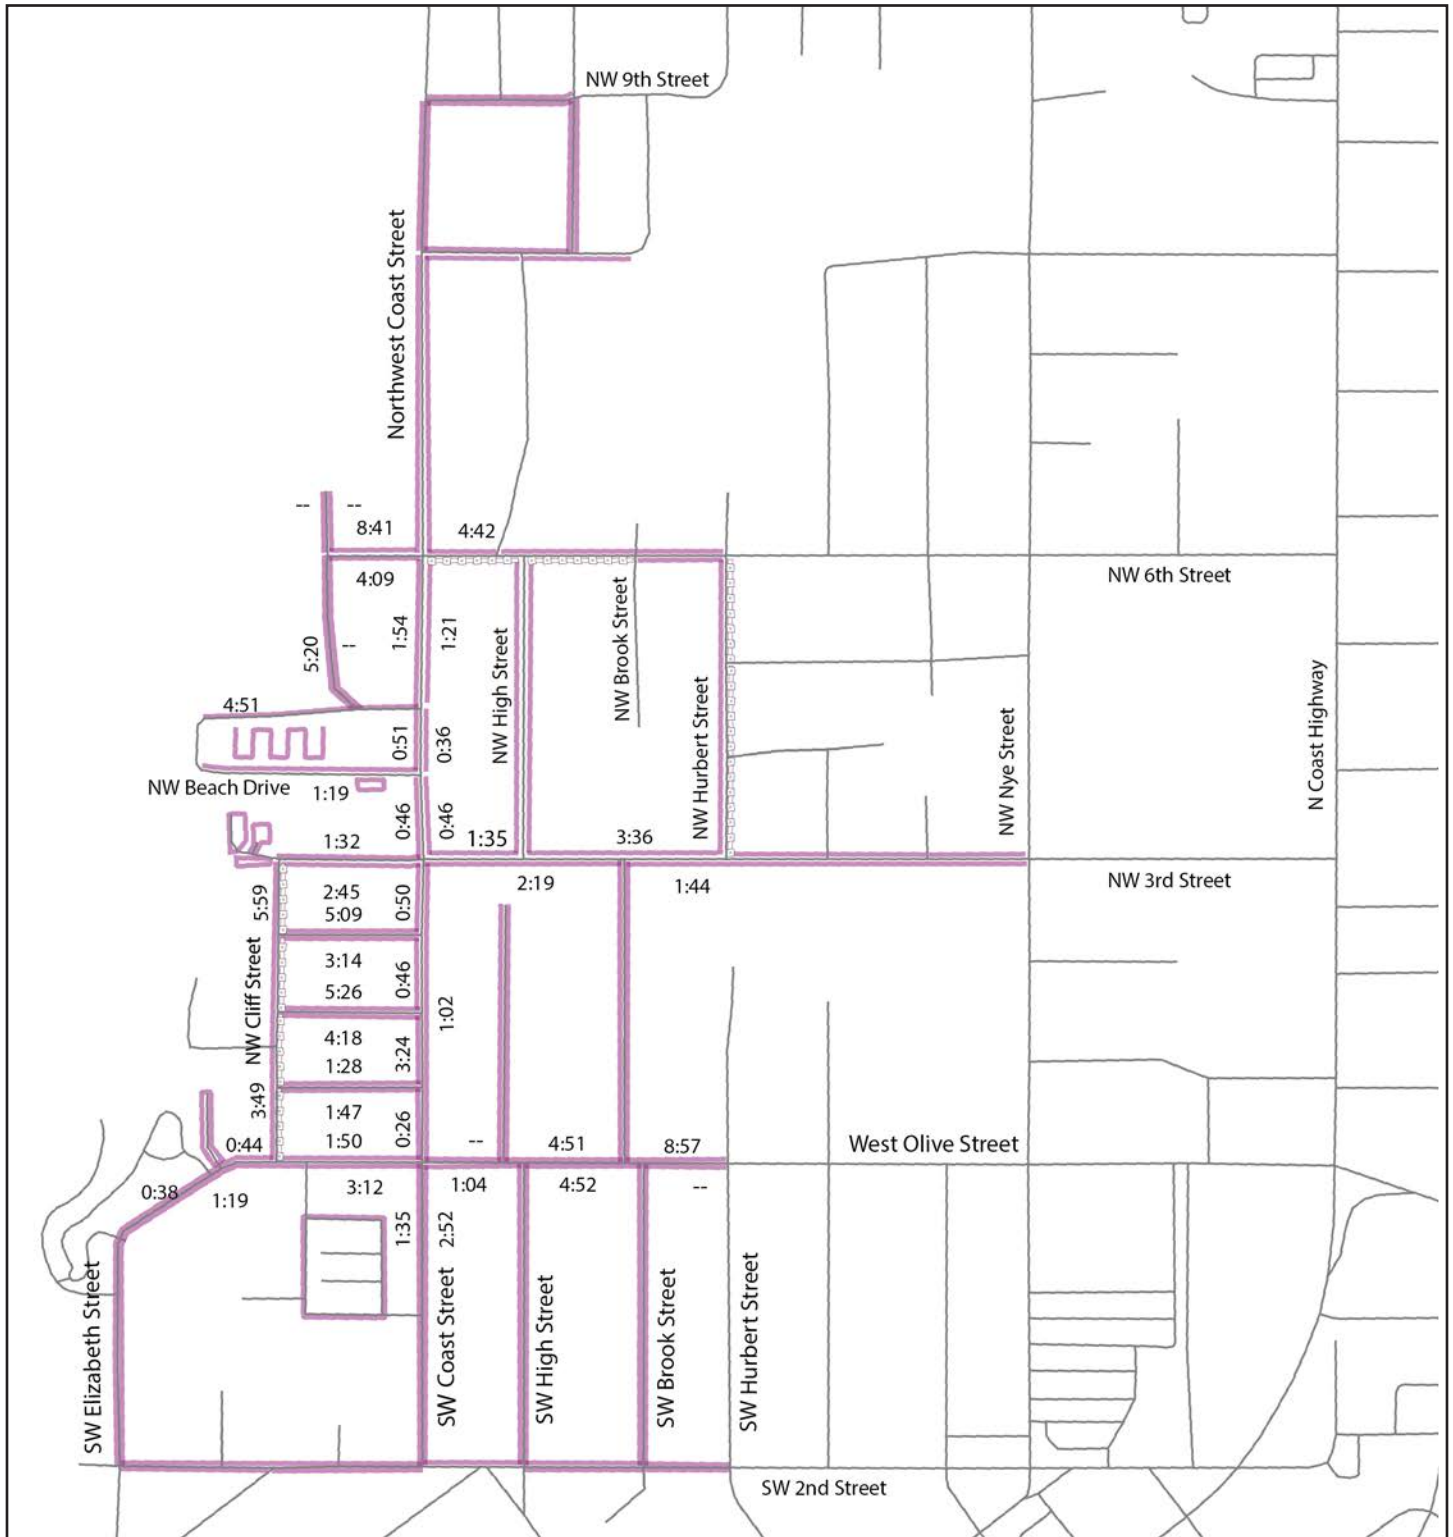 NW 9th Street
Northwest Coast Street
--
--
8:41
4:42
4:09
NW 6th Street
5:20
--
1:54
1:21
NW High Street
NW Brook Street
NW Hurbert Street
NW Nye Street
N Coast Highway
4:51
0:51
0:36
NW Beach Drive
1:19
1:32
0:46
0:46
1:35
3:36
2:19
1:44
NW 3rd Street
5:59
2:45
5:09
0:50
NW Cliff Street
3:14
5:26
0:46
1:02
4:18
1:28
3:24
3:49
1:47
1:50
0:26
0:44
--
4:51
8:57
West Olive Street
0:38
1:19
3:12
1:04
4:52
--
1:35
2:52
SW Elizabeth Street
SW Coast Street
SW High Street
SW Brook Street
SW Hurbert Street
SW 2nd Street